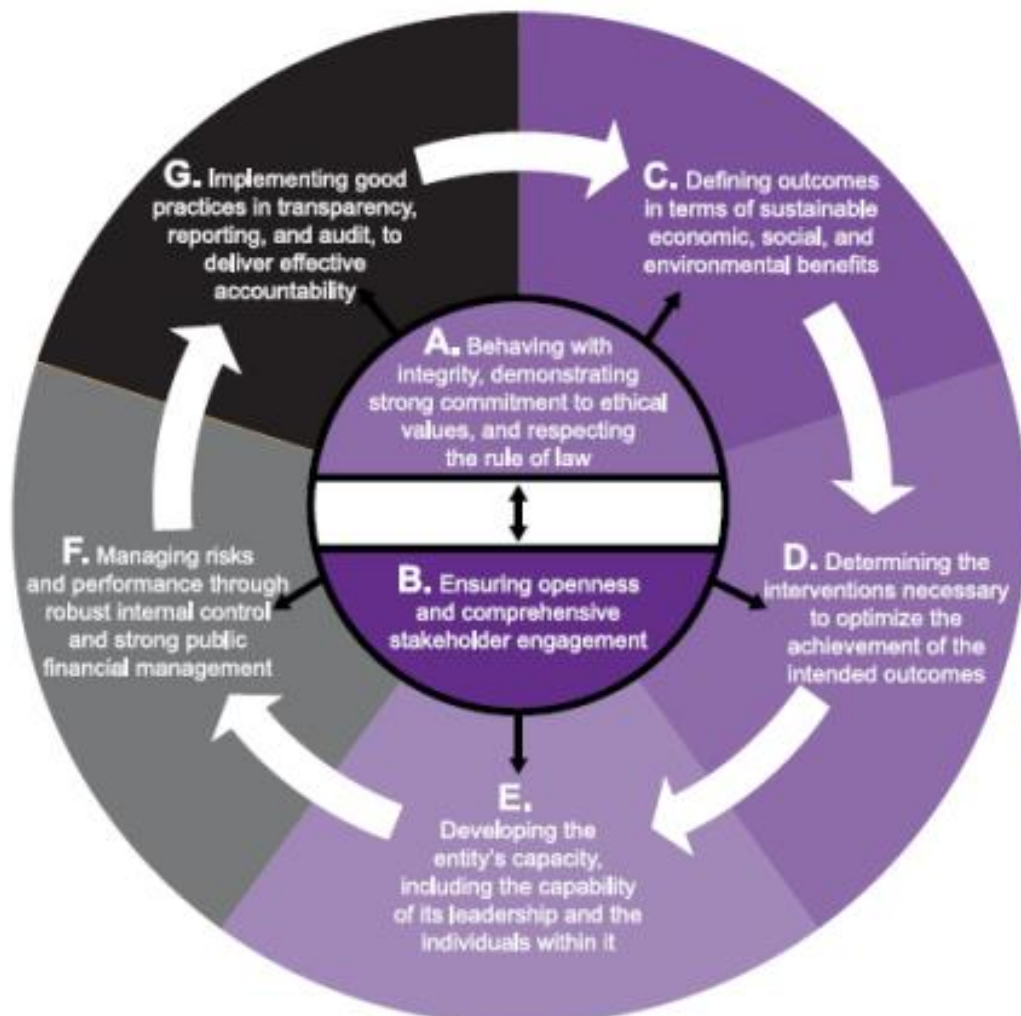 A. Behaving with
integrity, demonstrating
strong commitment to ethical
values, and respecting
the rule of law
B. Ensuring openness
and comprehensive
stakeholder engagement
C. Defining outcomes
in terms of sustainable
economic, social, and
environmental benefits
D. Determining the
interventions necessary
to optimize the
achievement of the
intended outcomes
E.
Developing the
entity's capacity,
including the capability
of its leadership and the
individuals within it
F. Managing risks
and performance through
robust internal control
and strong public
financial management
G. Implementing good
practices in transparency,
reporting, and audit, to
deliver effective
accountability